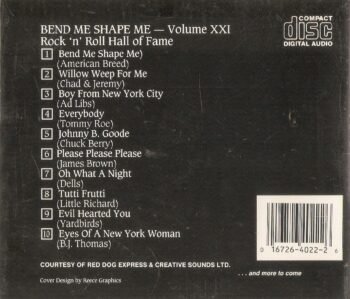 BEND ME SHAPE ME — Volume XXI
Rock 'n' Roll Hall of Fame
COMPACT
disc
DIGITAL AUDIO
1 Bend Me Shape Me)
(American Breed)
2 Willow Weep For Me
(Chad & Jeremy)
3 Boy From New York City
(Ad Libs)
4 Everybody
(Tommy Roe)
5 Johnny B. Goode
(Chuck Berry)
6 Please Please Please
(James Brown)
7 Oh What A Night
(Dells)
8 Tutti Frutti
(Little Richard)
9 Evil Hearted You
(Yardbirds)
10 Eyes Of A New York Woman
(B.J. Thomas)
0 16726-4022-2 6
COURTESY OF RED DOG EXPRESS & CREATIVE SOUNDS LTD.
Cover Design by Reece Graphics
. . . and more to come